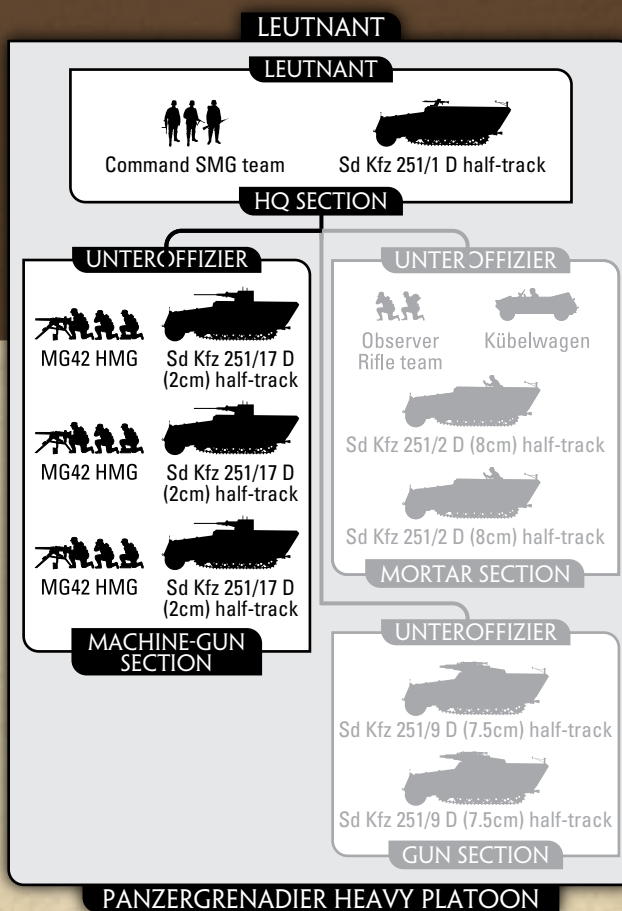 LEUTNANT
LEUTNANT
Command SMG team
Sd Kfz 251/1 D half-track
HQ SECTION
UNTEROFFIZIER
MG42 HMG
Sd Kfz 251/17 D
(2cm) half-track
MG42 HMG
Sd Kfz 251/17 D
(2cm) half-track
MG42 HMG
Sd Kfz 251/17 D
(2cm) half-track
MACHINE-GUN
SECTION
UNTEROFFIZIER
Observer
Rifle team
Kübelwagen
Sd Kfz 251/2 D (8cm) half-track
Sd Kfz 251/2 D (8cm) half-track
MORTAR SECTION
UNTEROFFIZIER
Sd Kfz 251/9 D (7.5cm) half-track
Sd Kfz 251/9 D (7.5cm) half-track
GUN SECTION
PANZERGRENADIER HEAVY PLATOON